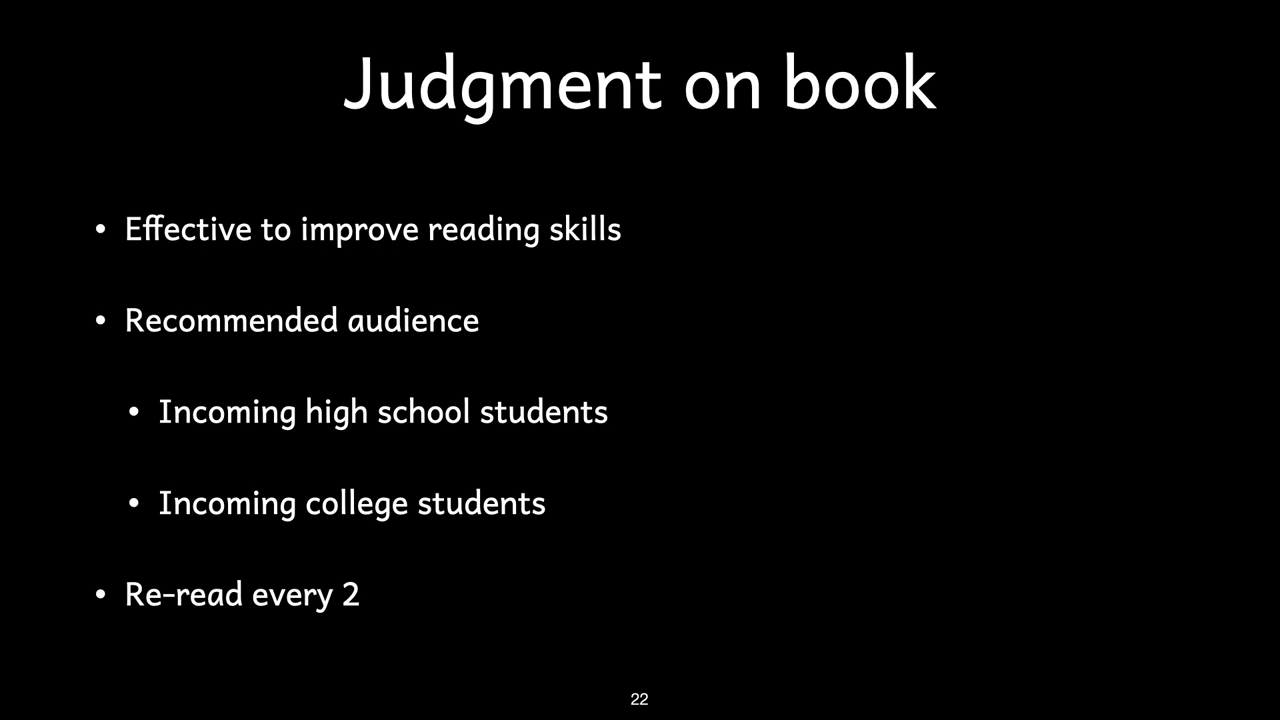 Judgment on book
• Effective to improve reading skills
• Recommended audience
• Incoming high school students
• Incoming college students
• Re-read every 2
22